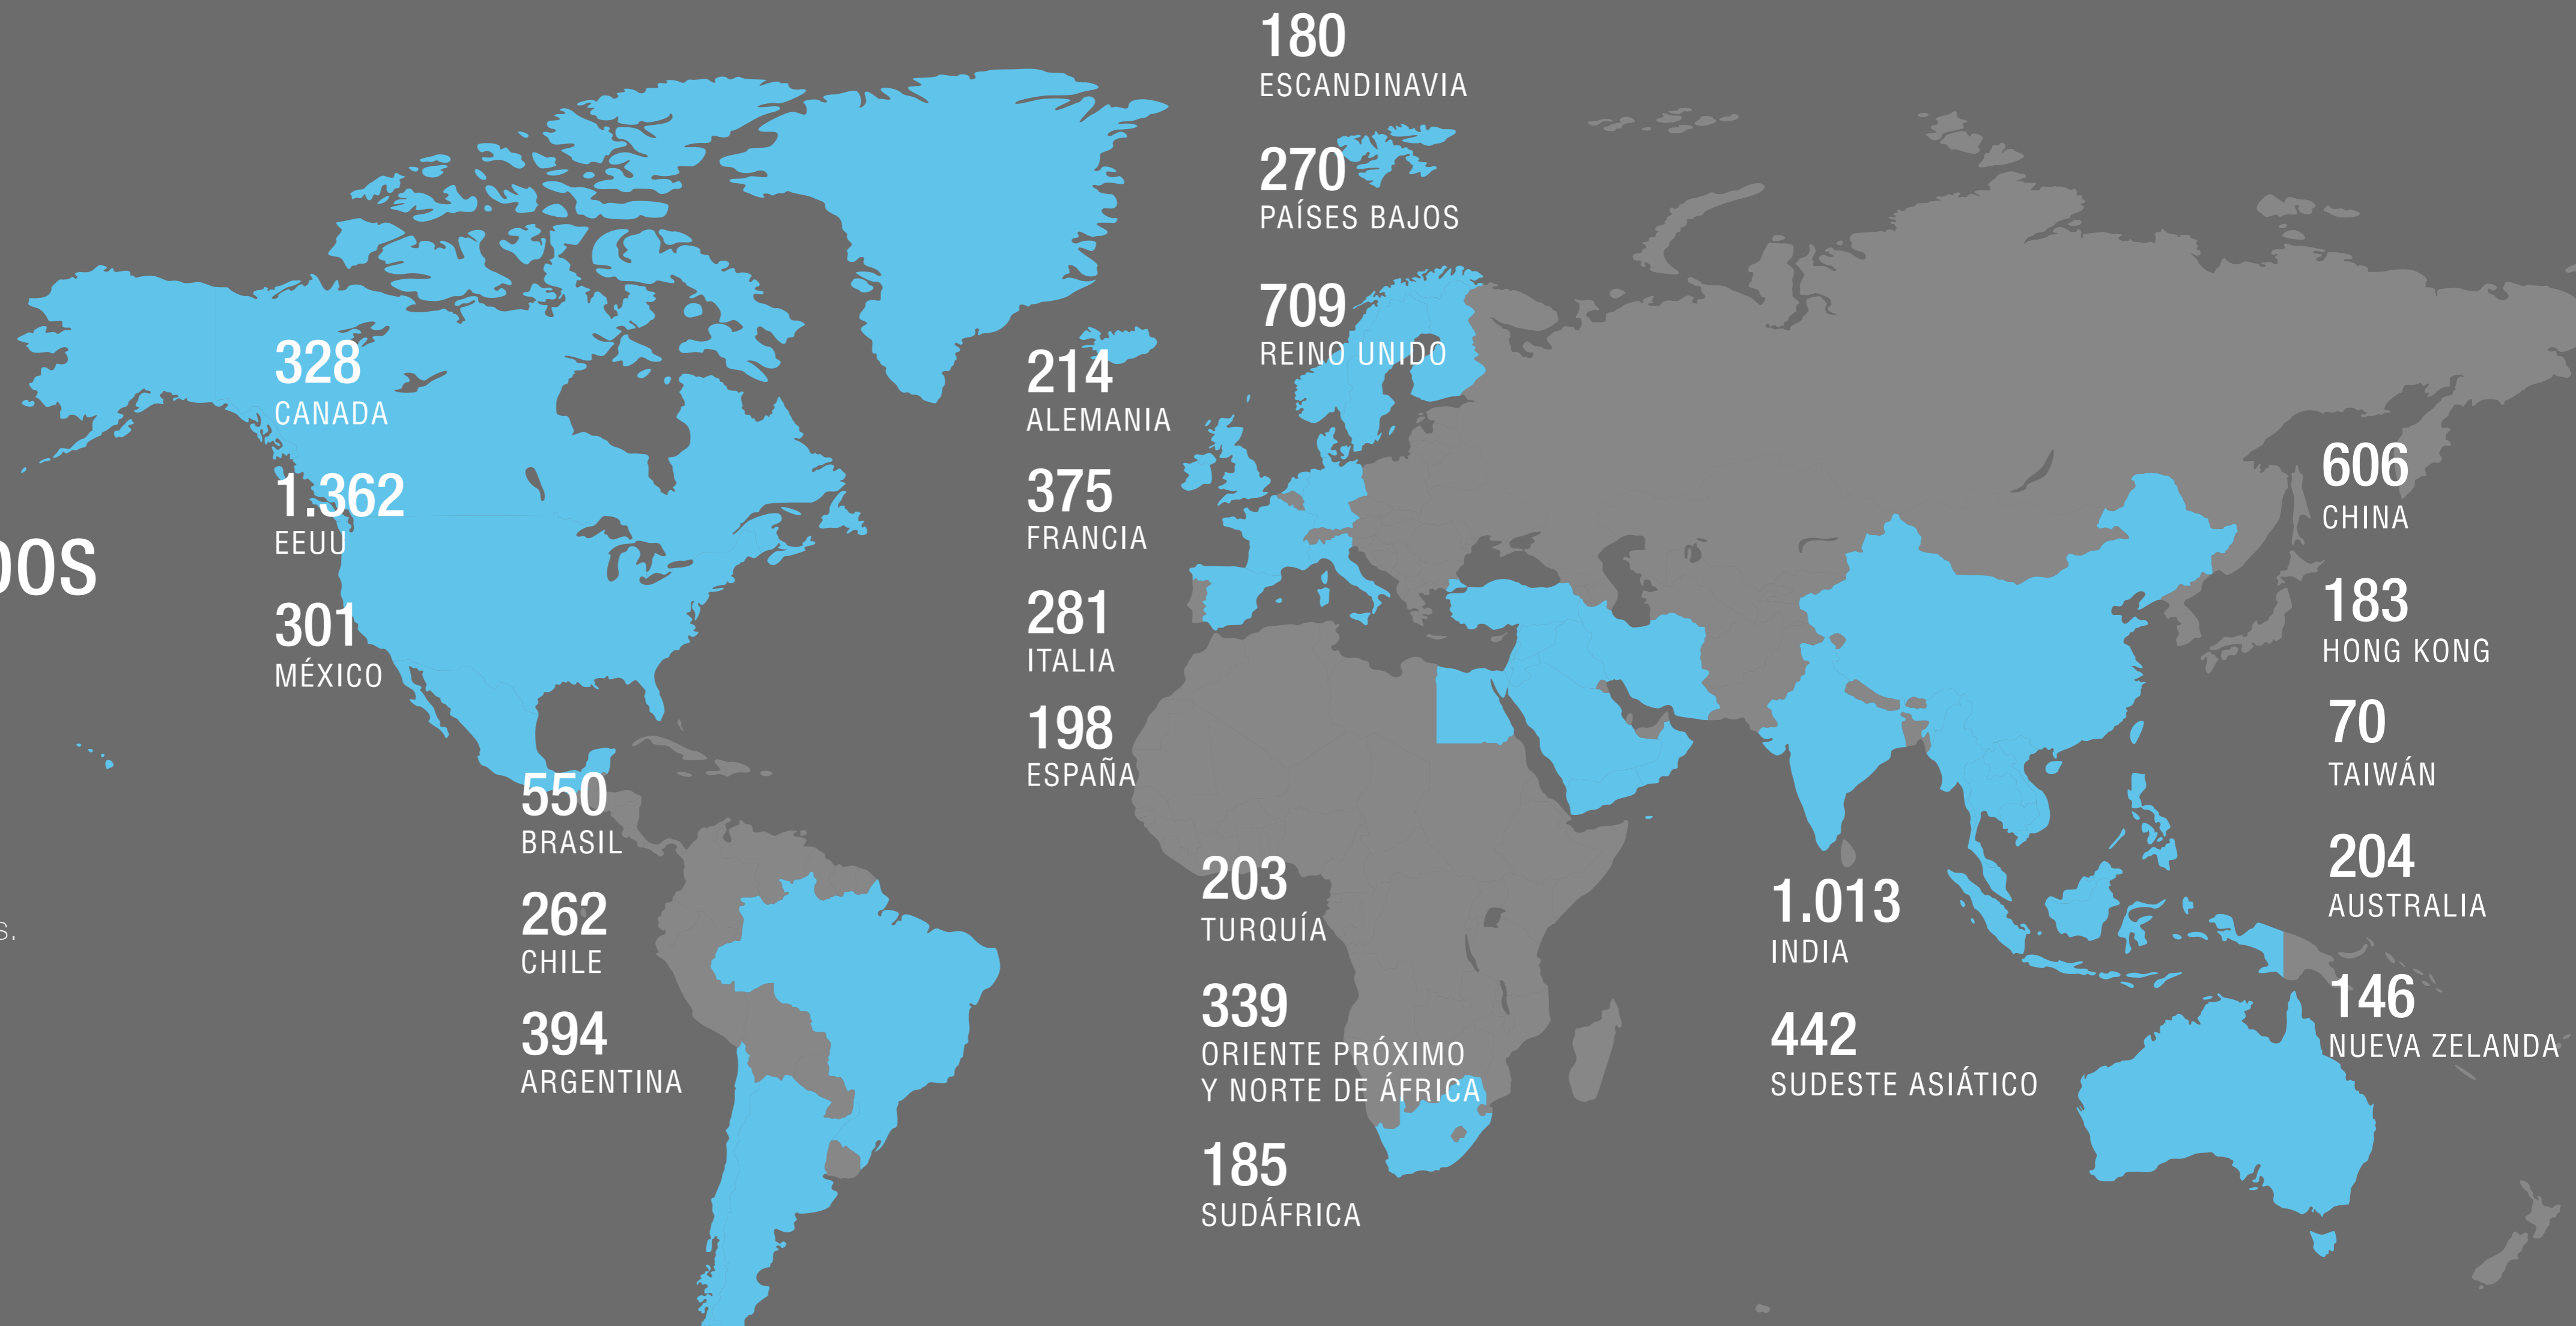 180
ESCANDINAVIA
270
PAÍSES BAJOS
709
REINO UNIDO
328
CANADA
1.362
EEUU
301
MÉXICO
214
ALEMANIA
375
FRANCIA
281
ITALIA
198
ESPAÑA
550
BRASIL
262
CHILE
394
ARGENTINA
203
TURQUÍA
339
ORIENTE PRÓXIMO
Y NORTE DE ÁFRICA
185
SUDÁFRICA
1.013
INDIA
442
SUDESTE ASIÁTICO
606
CHINA
183
HONG KONG
70
TAIWÁN
204
AUSTRALIA
146
NUEVA ZELANDA